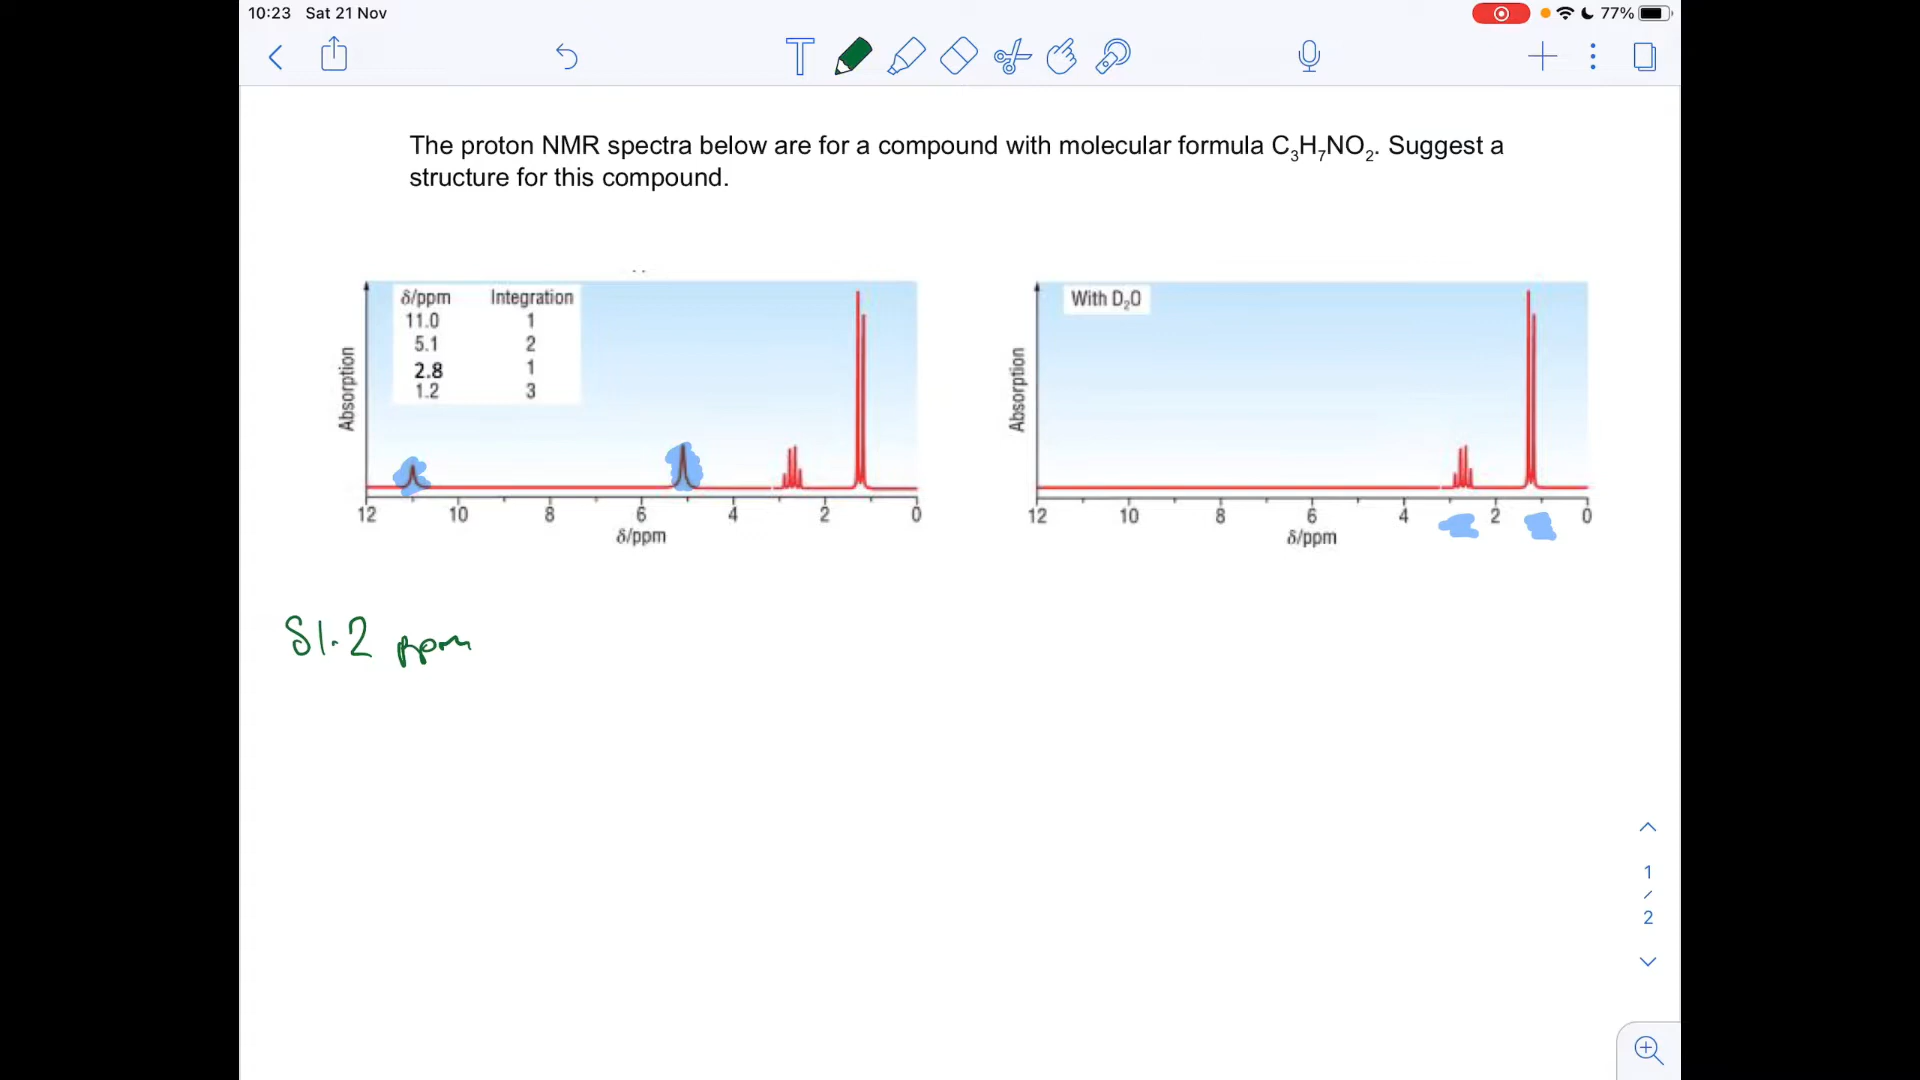 10:23 Sat 21 Nov
77%
T
The proton NMR spectra below are for a compound with molecular formula C₃H₇NO₂. Suggest a
structure for this compound.
δ/ppm Integration
11.0 1
5.1 2
2.8 1
1.2 3
Absorption
12 10 8 6 4 2 0
δ/ppm
With D₂O
Absorption
12 10 8 6 4 2 0
δ/ppm
δ1.2 ppm
1
/
2